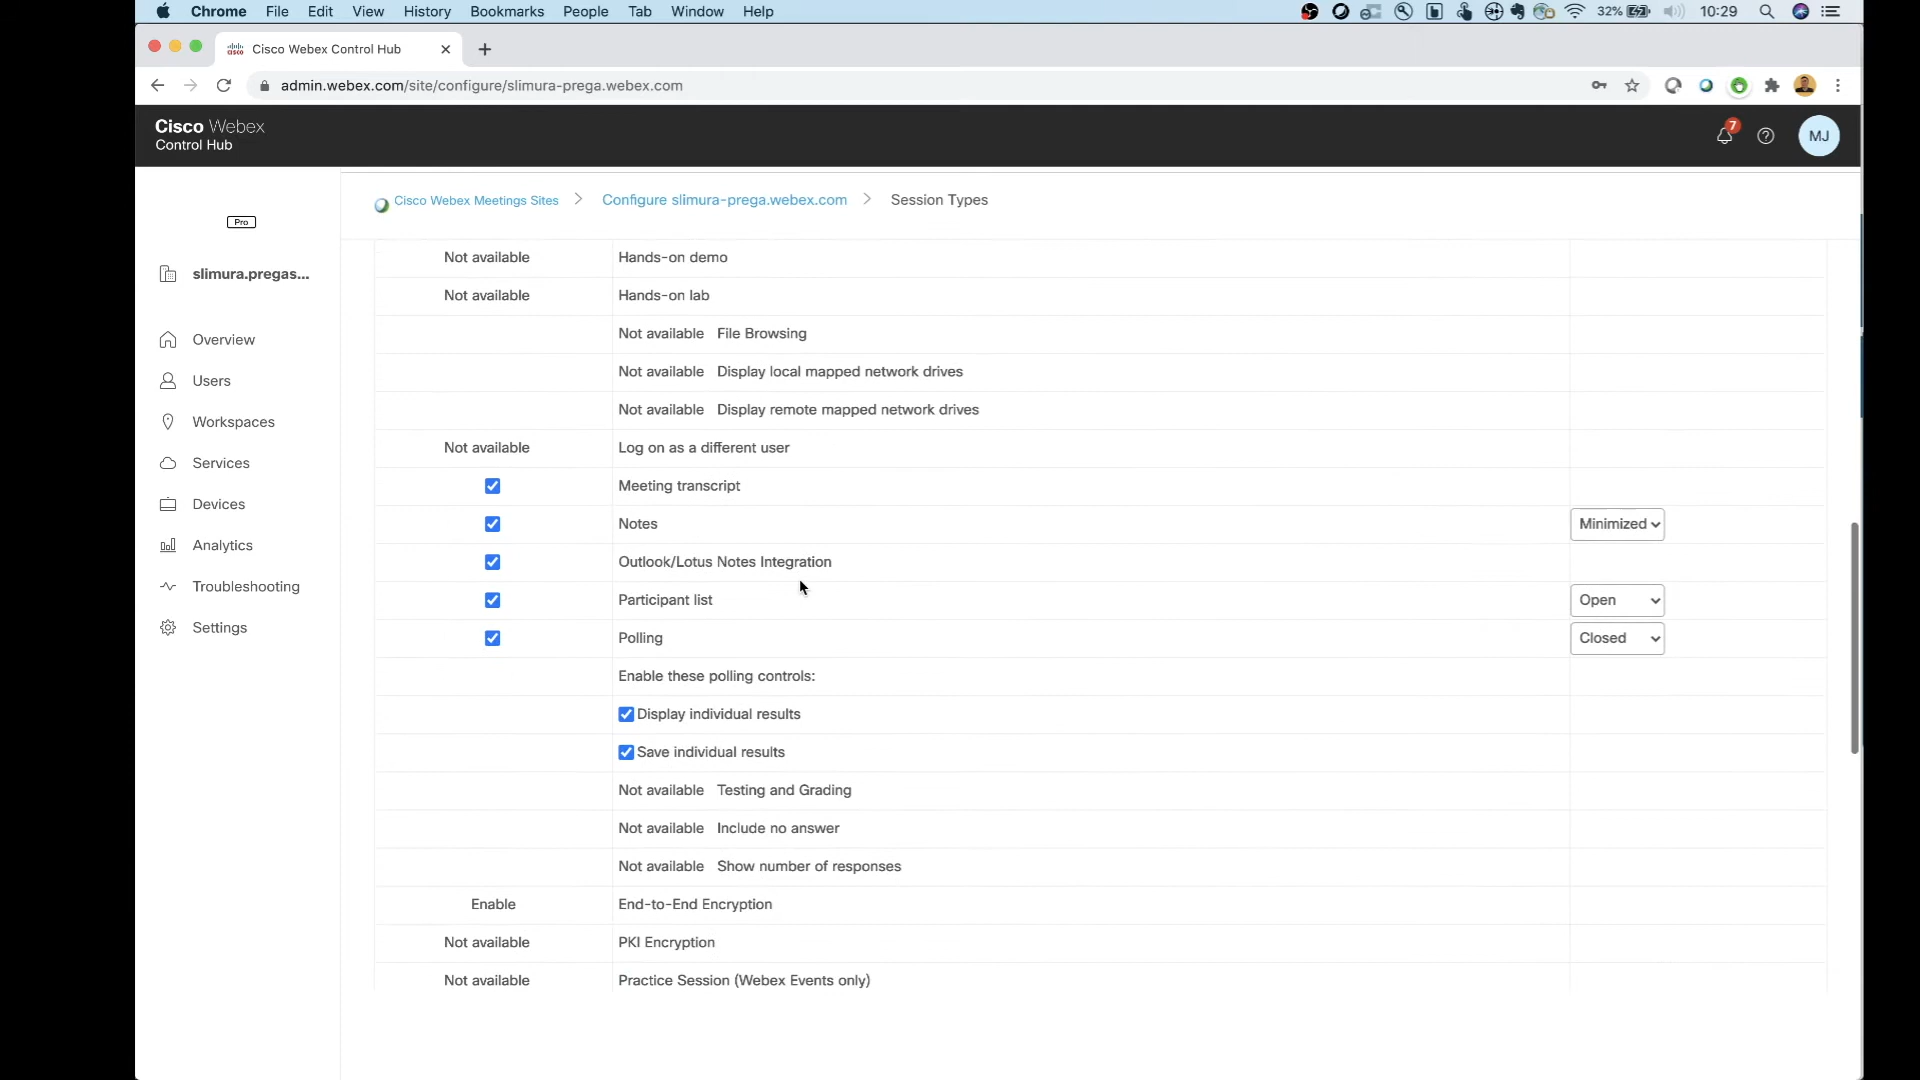 Chrome File Edit View History Bookmarks People Tab Window Help 32% 10:29
Cisco Webex Control Hub
admin.webex.com/site/configure/slimura-prega.webex.com
Cisco Webex
Control Hub
7
MJ
Pro
slimura.pregas...
Overview
Users
Workspaces
Services
Devices
Analytics
Troubleshooting
Settings
Cisco Webex Meetings Sites > Configure slimura-prega.webex.com > Session Types
Not available Hands-on demo
Not available Hands-on lab
Not available File Browsing
Not available Display local mapped network drives
Not available Display remote mapped network drives
Not available Log on as a different user
Meeting transcript
Notes Minimized
Outlook/Lotus Notes Integration
Participant list Open
Polling Closed
Enable these polling controls:
Display individual results
Save individual results
Not available Testing and Grading
Not available Include no answer
Not available Show number of responses
Enable End-to-End Encryption
Not available PKI Encryption
Not available Practice Session (Webex Events only)